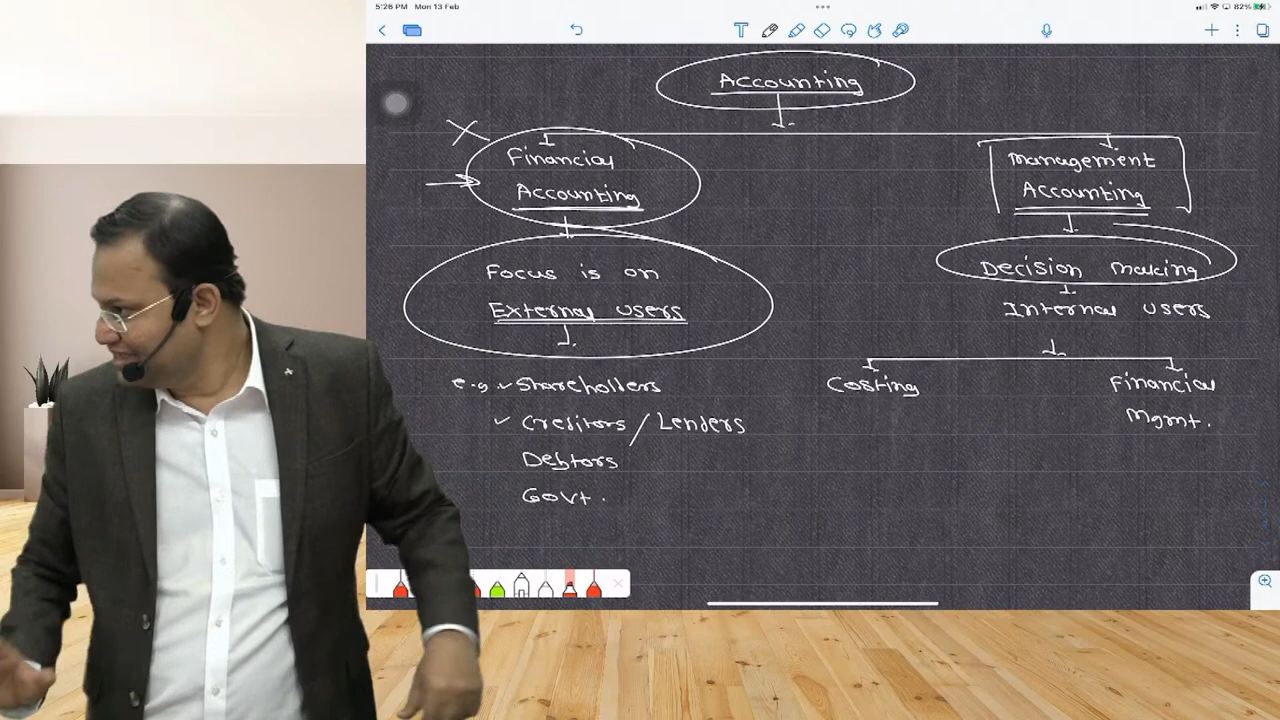 5:26 PM Mon 13 Feb
82%
Accounting
Financial
Accounting
Focus is on
External users
e.g. Shareholders
Creditors / Lenders
Debtors
Govt.
Management
Accounting
Decision making
Internal users
Costing
Financial
Mgmt.